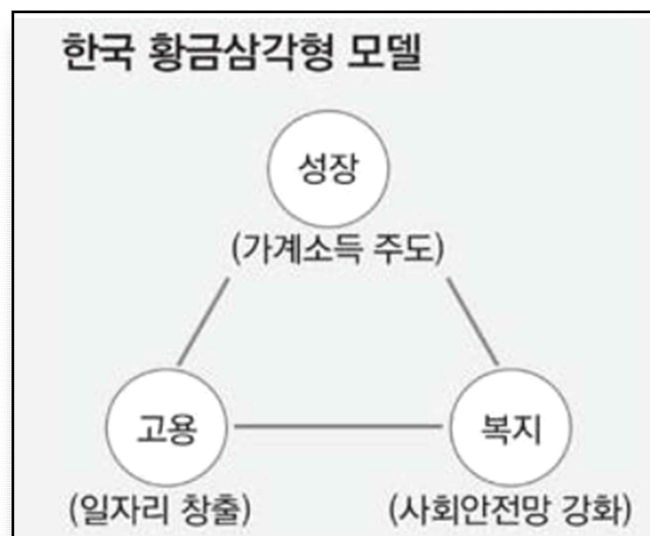 한국 황금삼각형 모델
성장
(가계소득 주도)
고용
복지
(일자리 창출)
(사회안전망 강화)